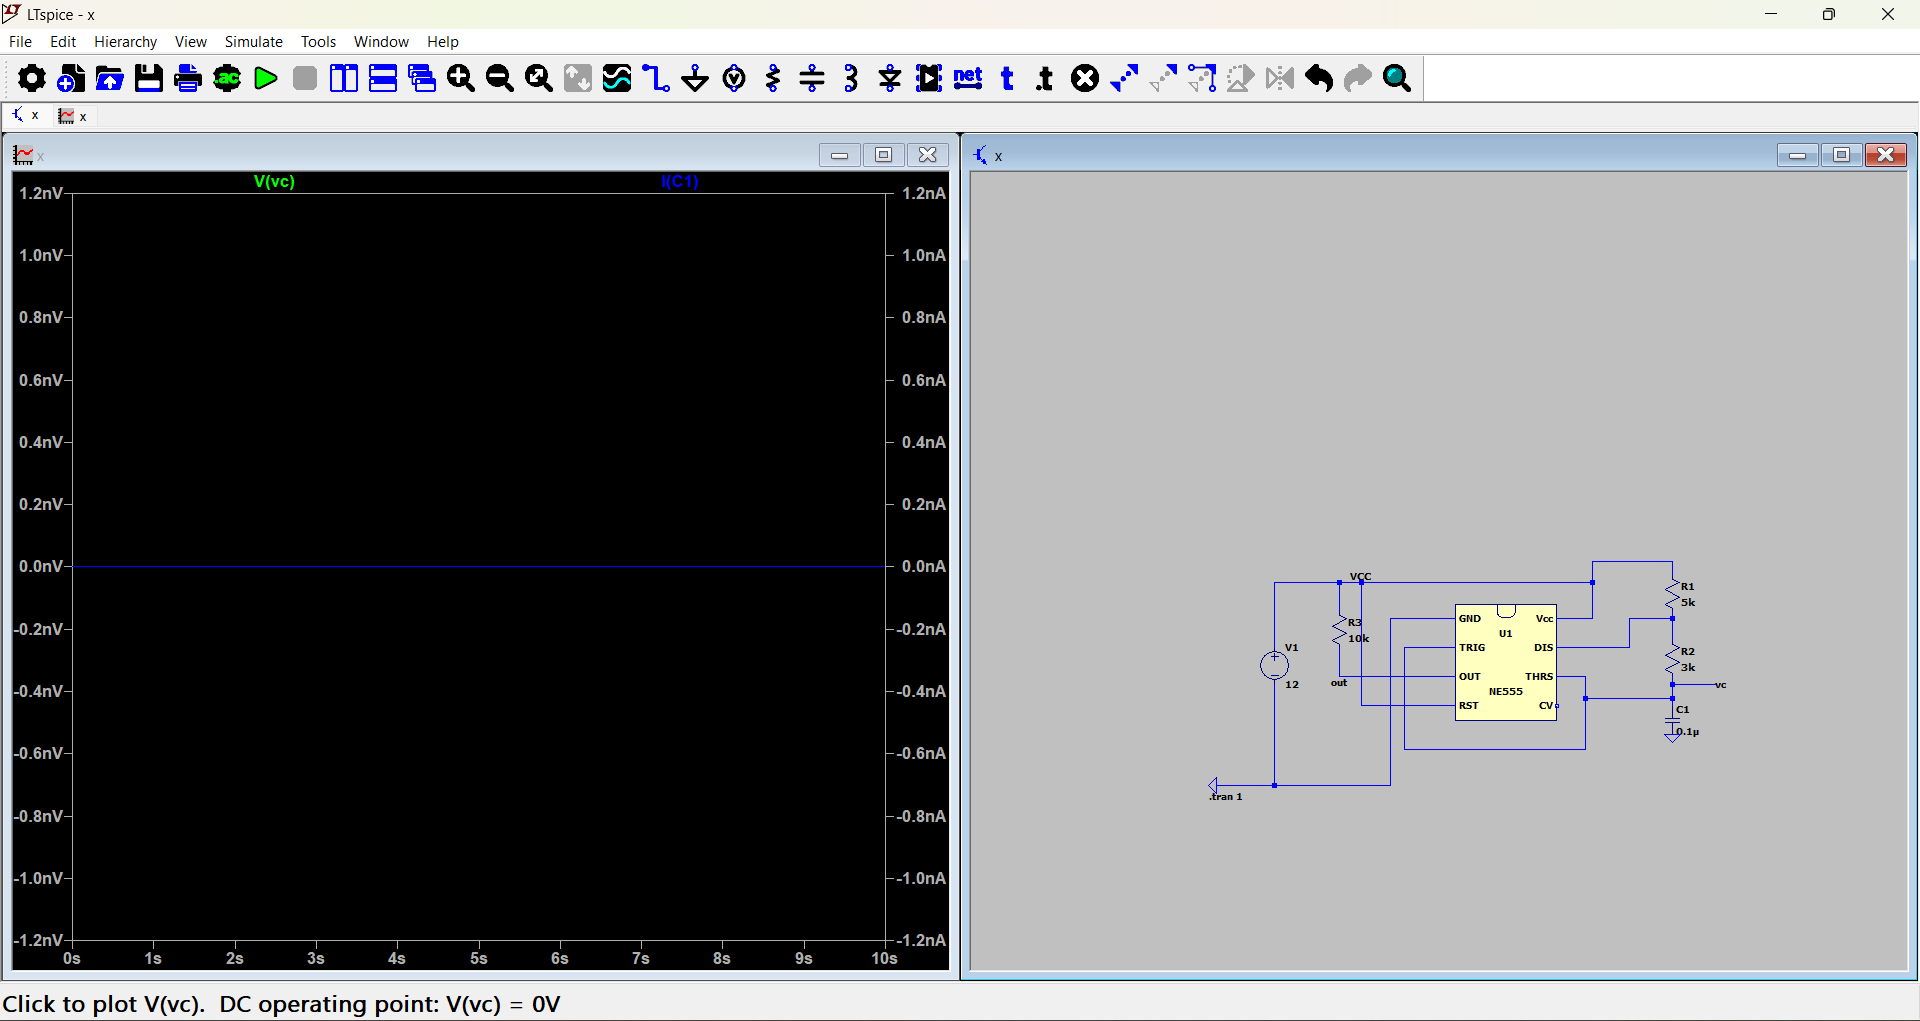 LTspice - x
File Edit Hierarchy View Simulate Tools Window Help
.ac
net
t
.t
x
x
x
x
V(vc)
I(C1)
1.2nV
1.0nV
0.8nV
0.6nV
0.4nV
0.2nV
0.0nV
-0.2nV
-0.4nV
-0.6nV
-0.8nV
-1.0nV
-1.2nV
1.2nA
1.0nA
0.8nA
0.6nA
0.4nA
0.2nA
0.0nA
-0.2nA
-0.4nA
-0.6nA
-0.8nA
-1.0nA
-1.2nA
0s 1s 2s 3s 4s 5s 6s 7s 8s 9s 10s
VCC
R1
5k
R3
10k
GND
Vcc
U1
V1
TRIG
DIS
R2
3k
12
out
OUT
THRS
vc
NE555
RST
CV
C1
0.1µ
.tran 1
Click to plot V(vc). DC operating point: V(vc) = 0V